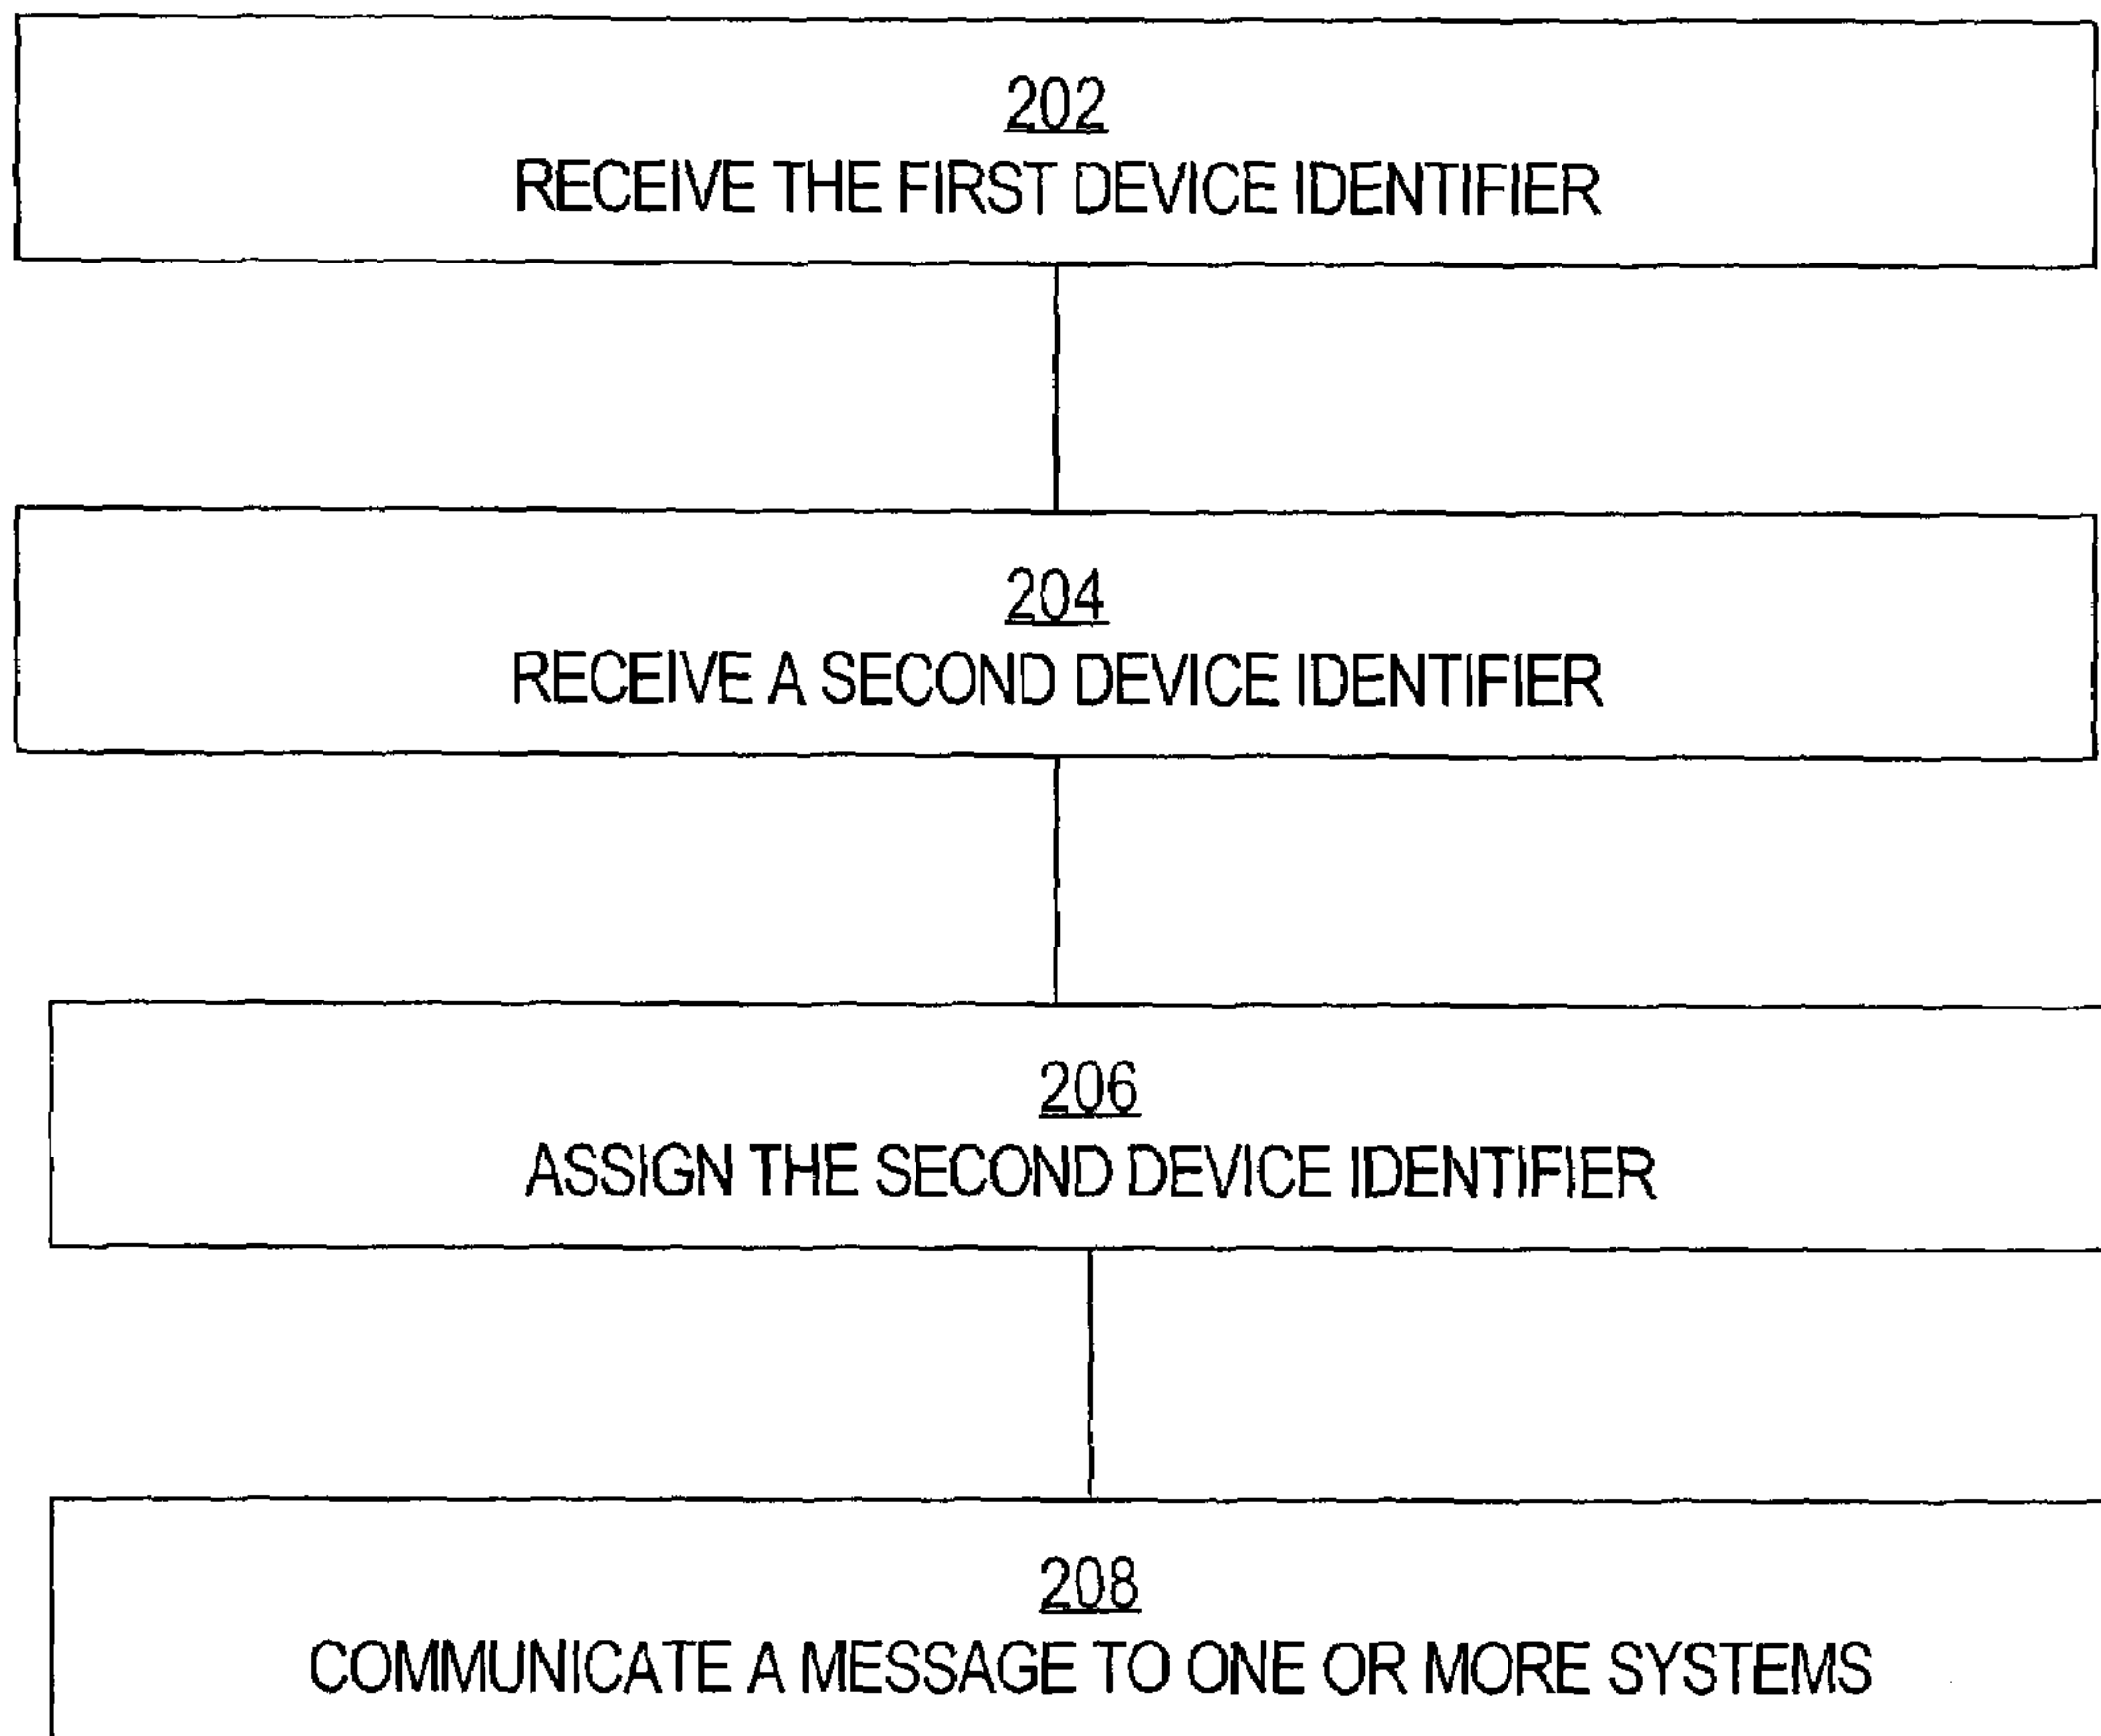 202
RECEIVE THE FIRST DEVICE IDENTIFIER
204
RECEIVE A SECOND DEVICE IDENTIFIER
206
ASSIGN THE SECOND DEVICE IDENTIFIER
208
COMMUNICATE A MESSAGE TO ONE OR MORE SYSTEMS